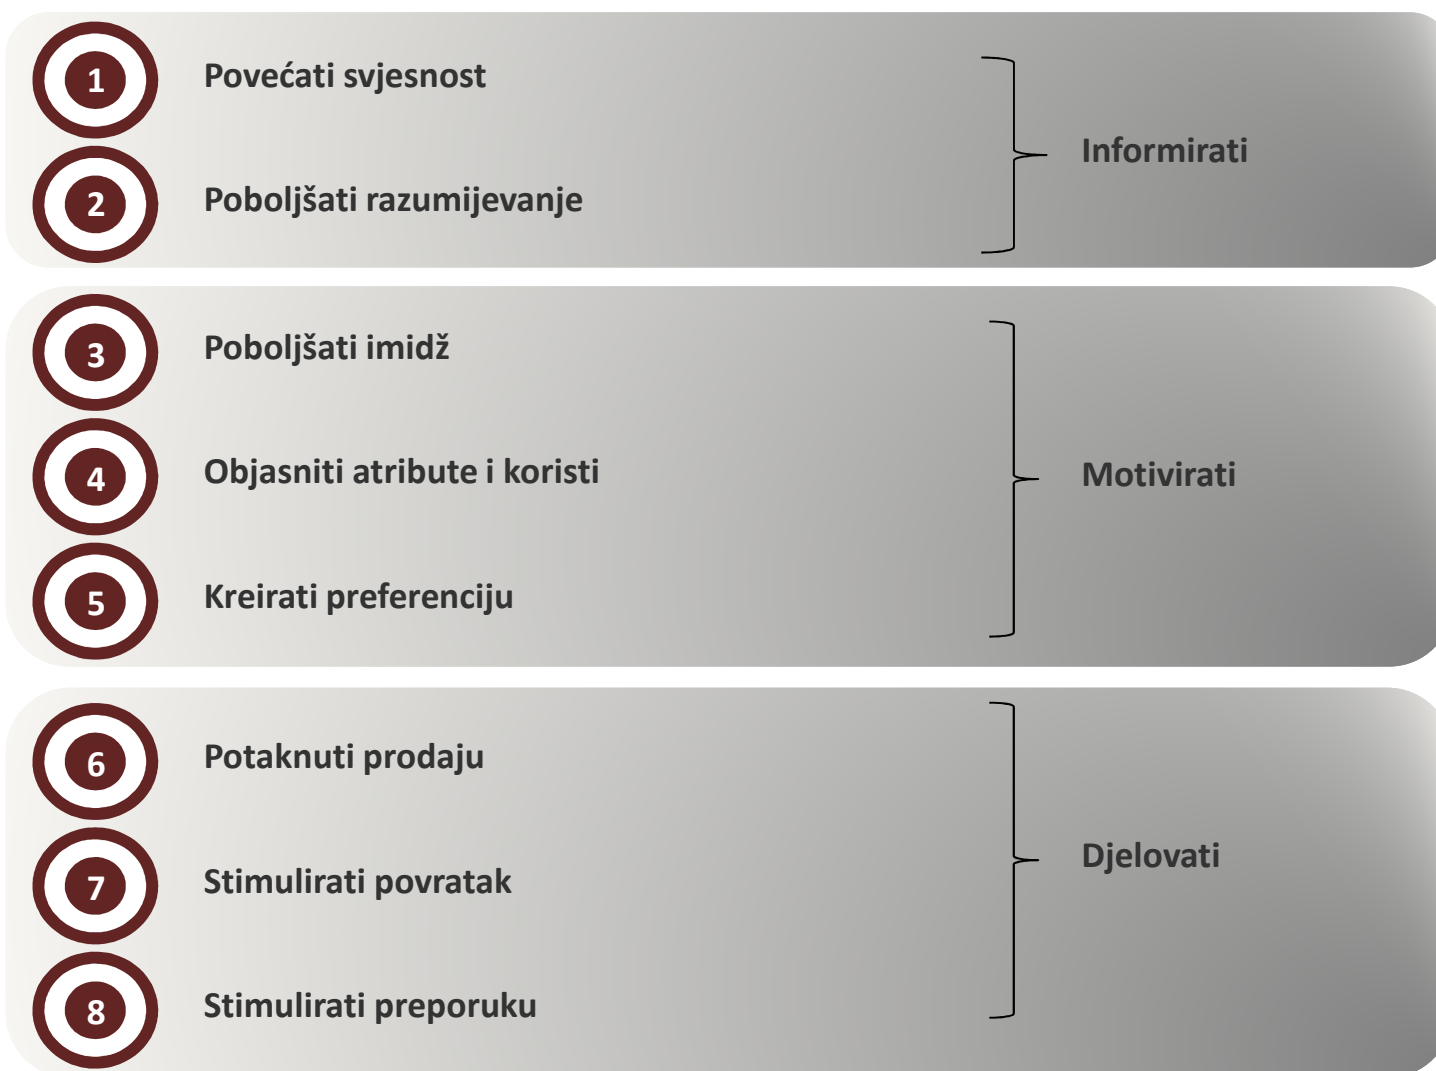 1 Povećati svjesnost
2 Poboljšati razumijevanje
Informirati
3 Poboljšati imidž
4 Objasniti atribute i koristi
5 Kreirati preferenciju
Motivirati
6 Potaknuti prodaju
7 Stimulirati povratak
8 Stimulirati preporuku
Djelovati